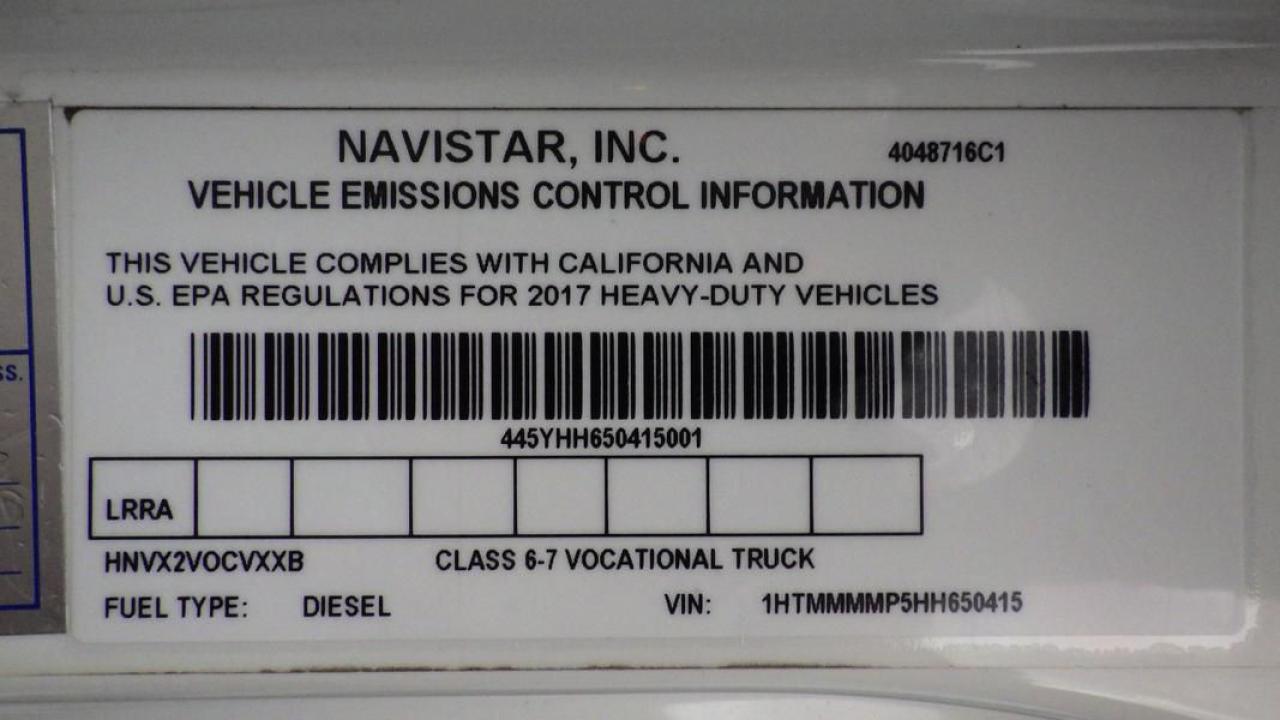 NAVISTAR, INC. 4048716C1
VEHICLE EMISSIONS CONTROL INFORMATION
THIS VEHICLE COMPLIES WITH CALIFORNIA AND
U.S. EPA REGULATIONS FOR 2017 HEAVY-DUTY VEHICLES
445YHH650415001
LRRA
HNVX2VOCVXXB CLASS 6-7 VOCATIONAL TRUCK
FUEL TYPE: DIESEL VIN: 1HTMMMMP5HH650415